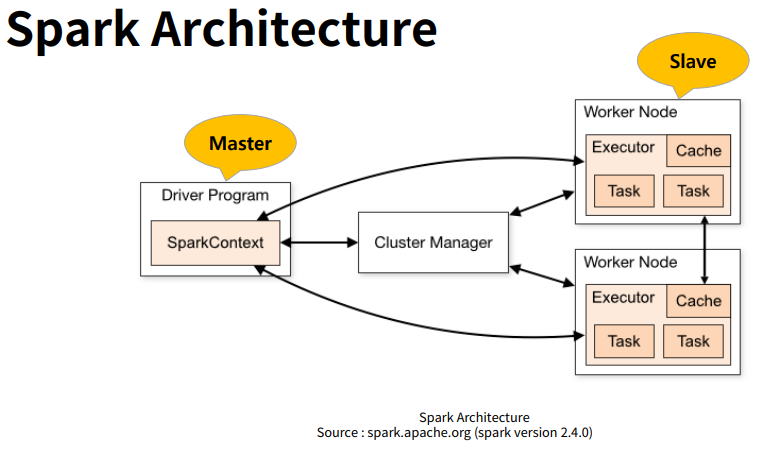 Spark Architecture
Slave
Master
Worker Node
Executor
Cache
Task
Task
Driver Program
SparkContext
Cluster Manager
Worker Node
Executor
Cache
Task
Task
Spark Architecture
Source : spark.apache.org (spark version 2.4.0)